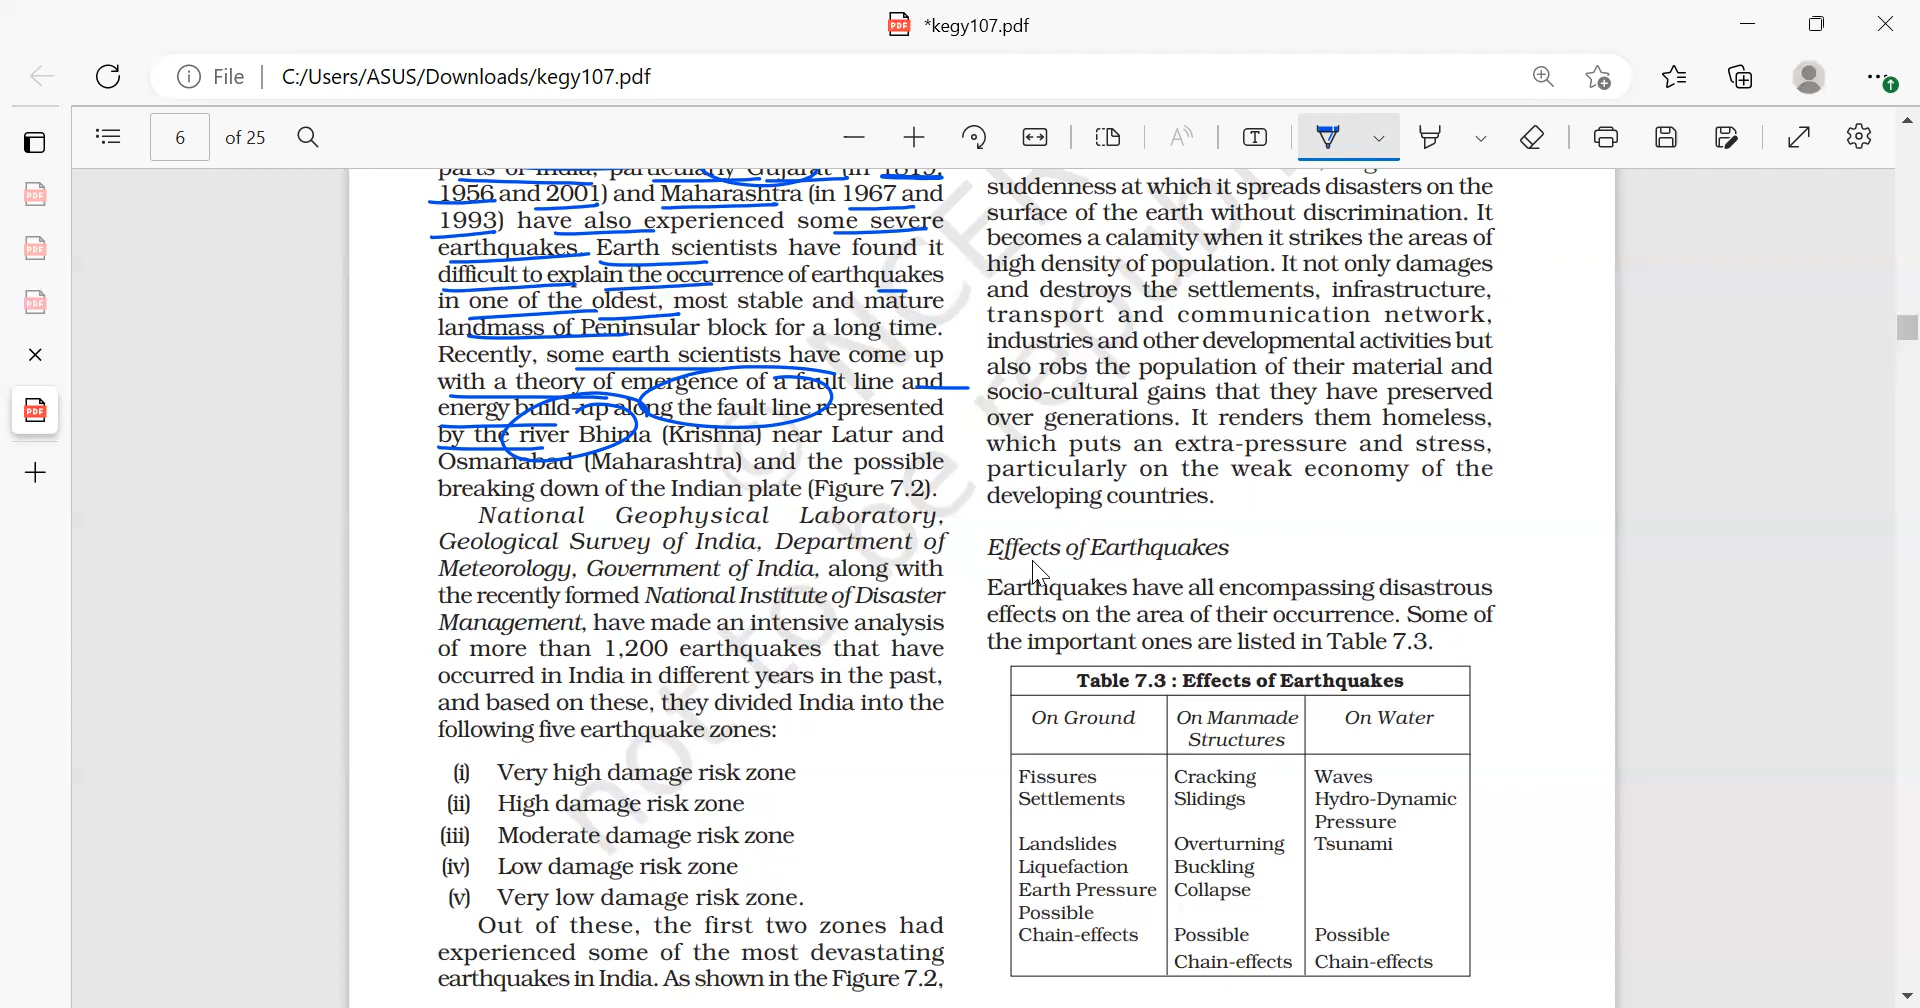 *kegy107.pdf
File
C:/Users/ASUS/Downloads/kegy107.pdf
6
of 25
parts of India, particularly Gujarat (in 1819,
1956 and 2001) and Maharashtra (in 1967 and
1993) have also experienced some severe
earthquakes. Earth scientists have found it
difficult to explain the occurrence of earthquakes
in one of the oldest, most stable and mature
landmass of Peninsular block for a long time.
Recently, some earth scientists have come up
with a theory of emergence of a fault line and
energy build-up along the fault line represented
by the river Bhima (Krishna) near Latur and
Osmanabad (Maharashtra) and the possible
breaking down of the Indian plate (Figure 7.2).
National Geophysical Laboratory,
Geological Survey of India, Department of
Meteorology, Government of India, along with
the recently formed National Institute of Disaster
Management, have made an intensive analysis
of more than 1,200 earthquakes that have
occurred in India in different years in the past,
and based on these, they divided India into the
following five earthquake zones:
(i) Very high damage risk zone
(ii) High damage risk zone
(iii) Moderate damage risk zone
(iv) Low damage risk zone
(v) Very low damage risk zone.
Out of these, the first two zones had
experienced some of the most devastating
earthquakes in India. As shown in the Figure 7.2,
suddenness at which it spreads disasters on the
surface of the earth without discrimination. It
becomes a calamity when it strikes the areas of
high density of population. It not only damages
and destroys the settlements, infrastructure,
transport and communication network,
industries and other developmental activities but
also robs the population of their material and
socio-cultural gains that they have preserved
over generations. It renders them homeless,
which puts an extra-pressure and stress,
particularly on the weak economy of the
developing countries.
Effects of Earthquakes
Earthquakes have all encompassing disastrous
effects on the area of their occurrence. Some of
the important ones are listed in Table 7.3.
Table 7.3 : Effects of Earthquakes
On Ground
On Manmade
Structures
On Water
Fissures
Settlements
Landslides
Liquefaction
Earth Pressure
Possible
Chain-effects
Cracking
Slidings
Overturning
Buckling
Collapse
Possible
Chain-effects
Waves
Hydro-Dynamic
Pressure
Tsunami
Possible
Chain-effects
© NCER
not to be republi